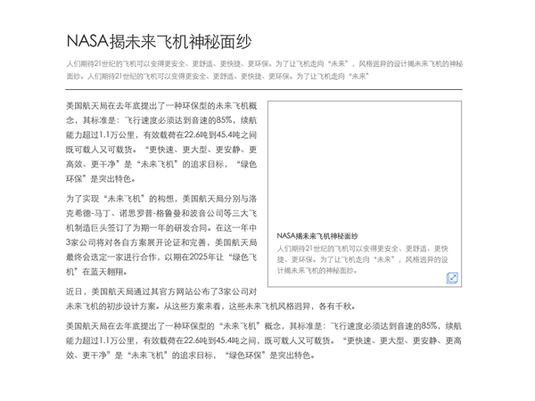 NASA揭未来飞机神秘面纱
人们期待21世纪的飞机可以变得更安全、更舒适、更快捷、更环保。为了让飞机走向“未来”，风格迥异的设计揭未来飞机的神秘
面纱。人们期待21世纪的飞机可以变得更安全、更舒适、更快捷、更环保。为了让飞机走向“未来”
美国航天局在去年底提出了一种环保型的未来飞机概
念，其标准是：飞行速度必须达到音速的85%，续航
能力超过1.1万公里，有效载荷在22.6吨到45.4吨之间
既可载人又可载货。“更快速、更大型、更安静、更
高效、更干净”是“未来飞机”的追求目标，“绿色
环保”是突出特色。
为了实现“未来飞机”的构想，美国航天局分别与洛
克希德-马丁、诺思罗普-格鲁曼和波音公司等三大飞
机制造巨头签订了为期一年的研发合同。在这一年中
3家公司将对各自方案展开论证和完善，美国航天局
最终会选定一家进行合作，以期在2025年让“绿色飞
机”在蓝天翱翔。
NASA揭未来飞机神秘面纱
人们期待21世纪的飞机可以变得更安全、更舒适、更快
捷、更环保。为了让飞机走向“未来”，风格迥异的设
计揭未来飞机的神秘面纱。
近日，美国航天局通过其官方网站公布了3家公司对
未来飞机的初步设计方案。从这些方案来看，这些未来飞机风格迥异，各有千秋。
美国航天局在去年底提出了一种环保型的“未来飞机”概念，其标准是：飞行速度必须达到音速的85%，续航
能力超过1.1万公里，有效载荷在22.6吨到45.4吨之间，既可载人又可载货。“更快速、更大型、更安静、更高
效、更干净”是“未来飞机”的追求目标，“绿色环保”是突出特色。